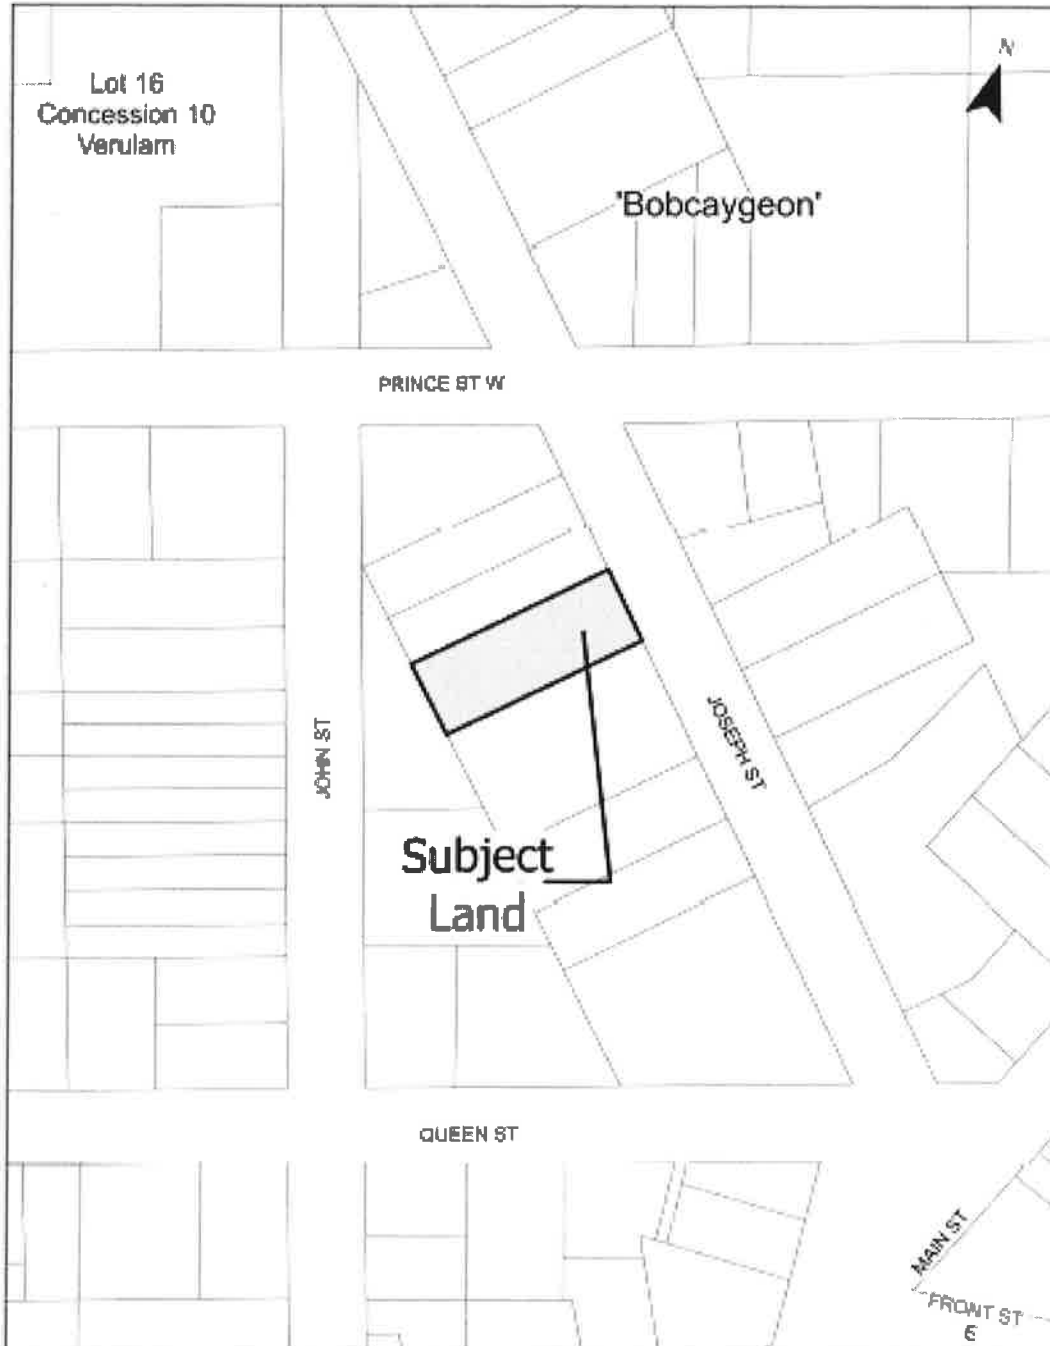 Lot 16
Concession 10
Verulam
N
'Bobcaygeon'
PRINCE ST W
JOHN ST
JOSEPH ST
Subject
Land
QUEEN ST
MAIN ST
FRONT ST
E